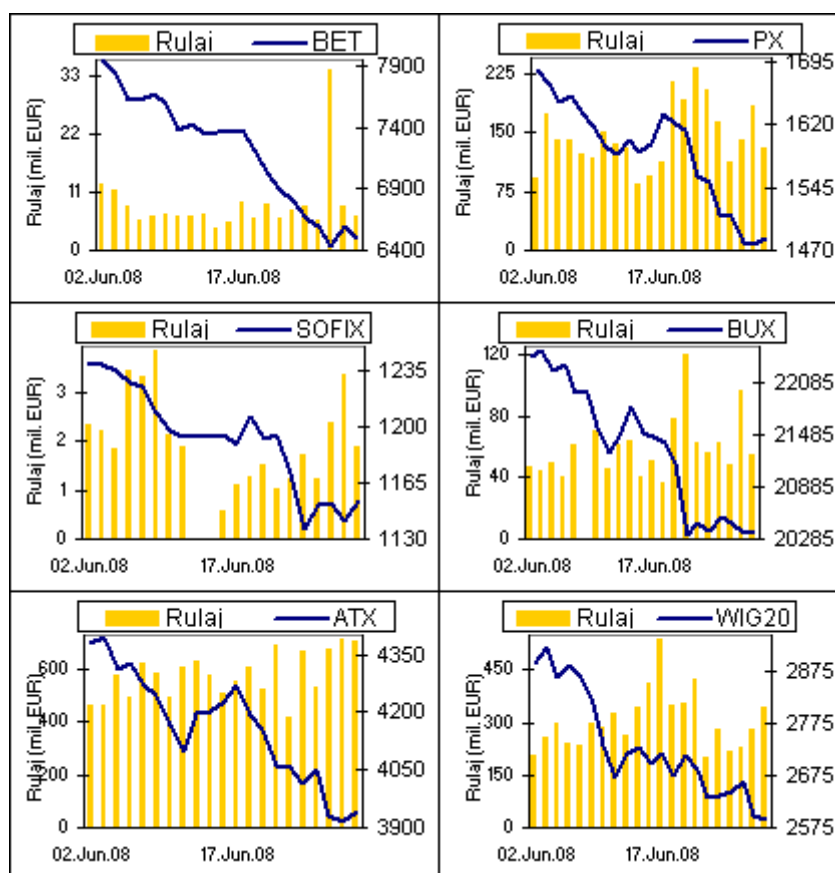 Rulaj BET
Rulaj (mil. EUR)
33
22
11
0
7900
7400
6900
6400
02.Jun.08 17.Jun.08
Rulaj PX
Rulaj (mil. EUR)
225
150
75
0
1695
1620
1545
1470
02.Jun.08 17.Jun.08
Rulaj SOFIX
Rulaj (mil. EUR)
3
2
1
0
1235
1200
1165
1130
02.Jun.08 17.Jun.08
Rulaj BUX
Rulaj (mil. EUR)
120
80
40
0
22085
21485
20885
20285
02.Jun.08 17.Jun.08
Rulaj ATX
Rulaj (mil. EUR)
600
400
200
0
4350
4200
4050
3900
02.Jun.08 17.Jun.08
Rulaj WIG20
Rulaj (mil. EUR)
450
300
150
0
2875
2775
2675
2575
02.Jun.08 17.Jun.08